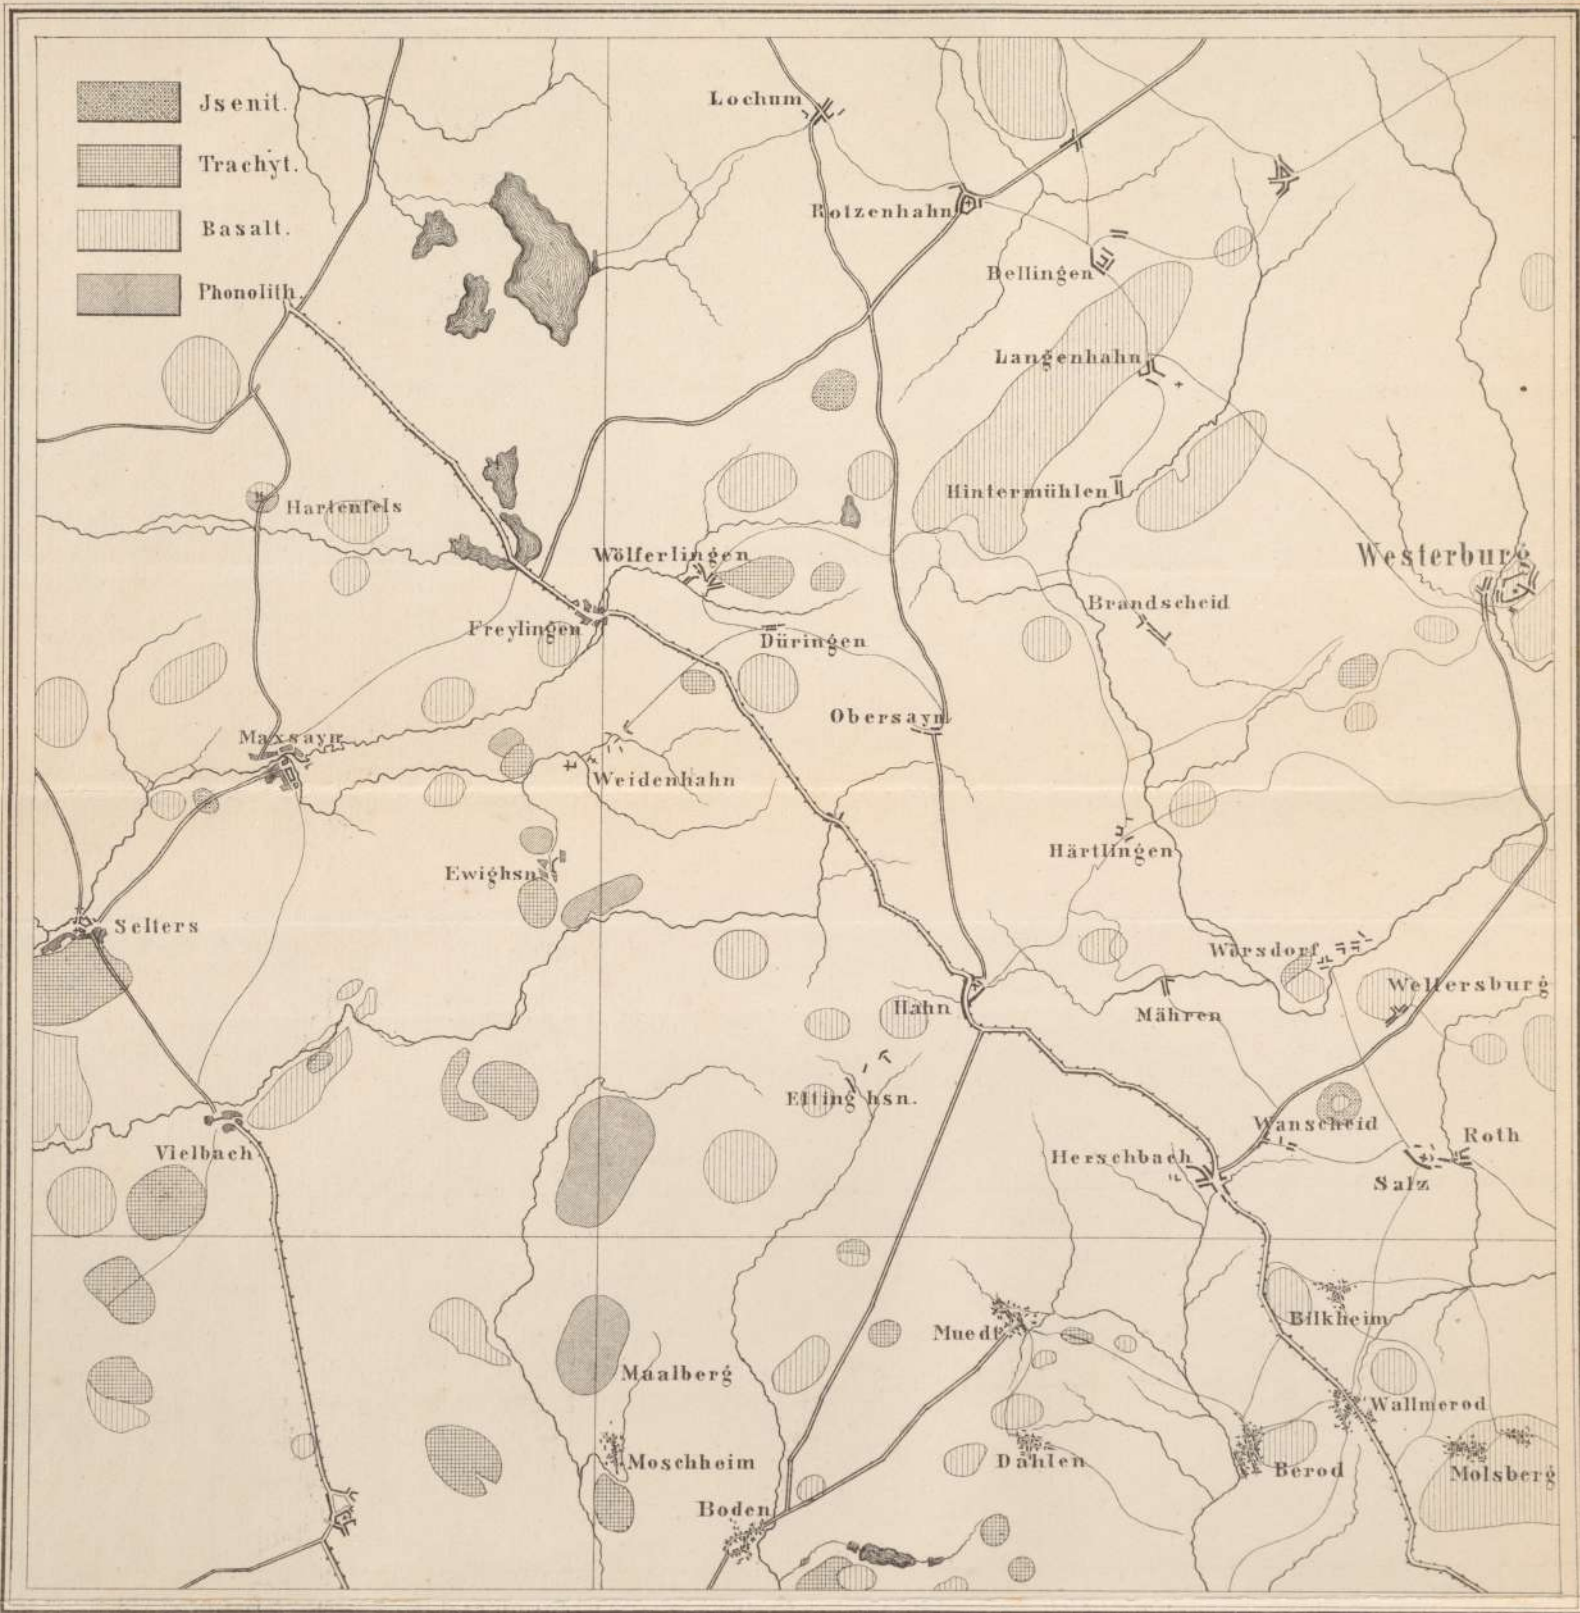 Jsenit.
Trachyt.
Basalt.
Phonolith.
Lochum
Rotzenhahn
Bellingen
Langenhahn
Hartenfels
Hintermühlen
Wölferlingen
Westerburg
Brandscheid
Freylingen
Düringen
Obersayn
Maxsayn
Weidenhahn
Härtlingen
Ewighsn.
Selters
Wörsdorf
Weltersburg
Hahn
Mähren
Ettinghsn.
Wanscheid
Roth
Vielbach
Herschbach
Salz
Bilkheim
Muedt
Maalberg
Wallmerod
Moschheim
Dahlen
Berod
Molsberg
Boden